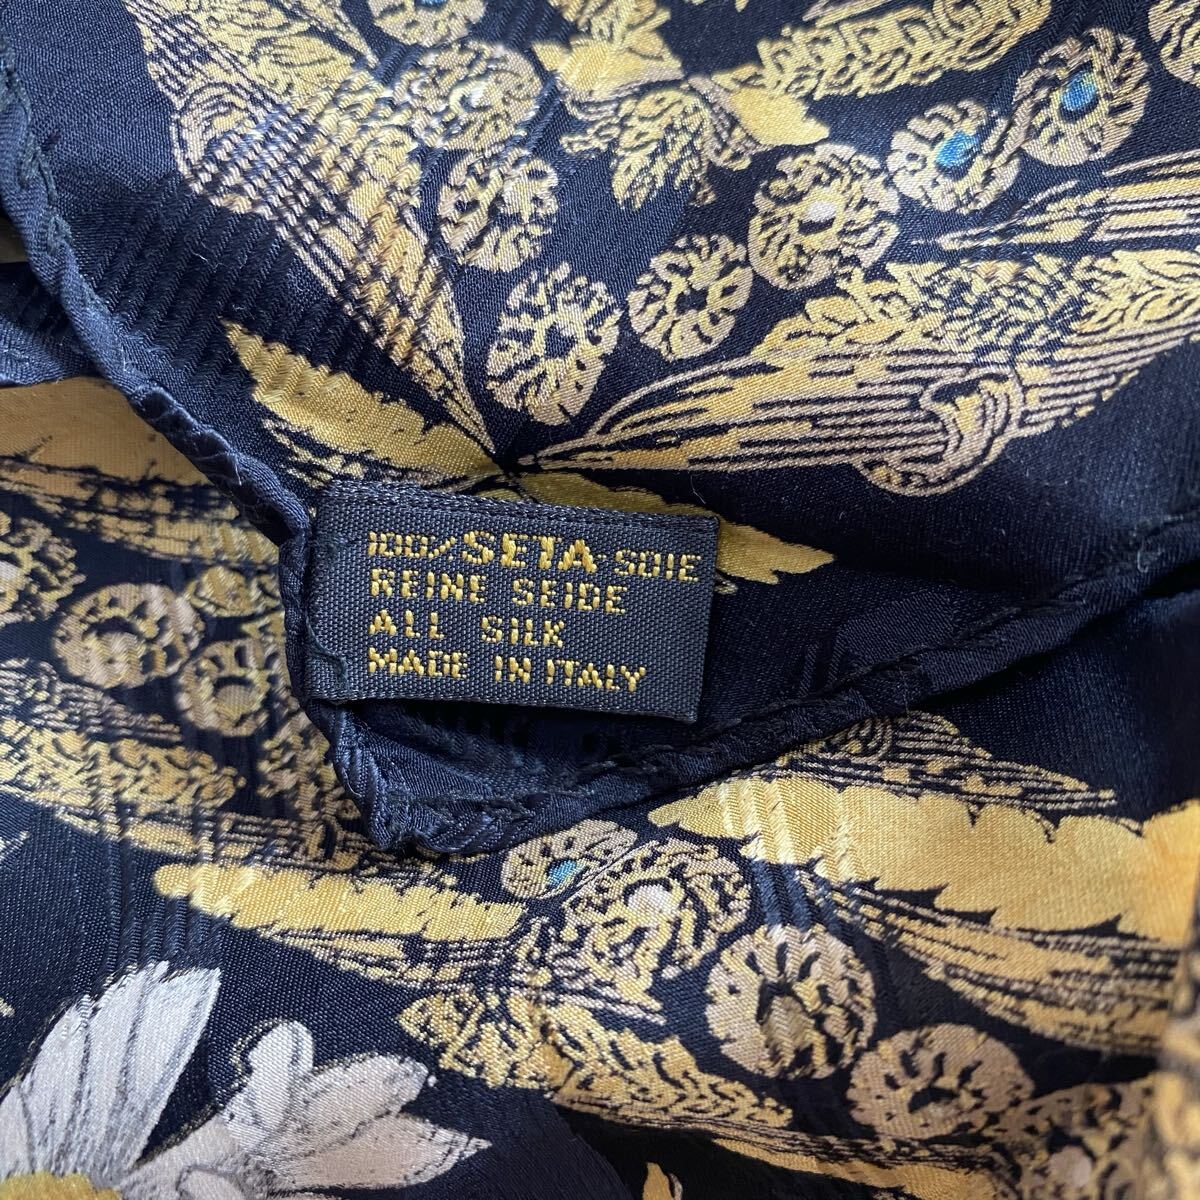 100% SETA SOIE
REINE SEIDE
ALL SILK
MADE IN ITALY